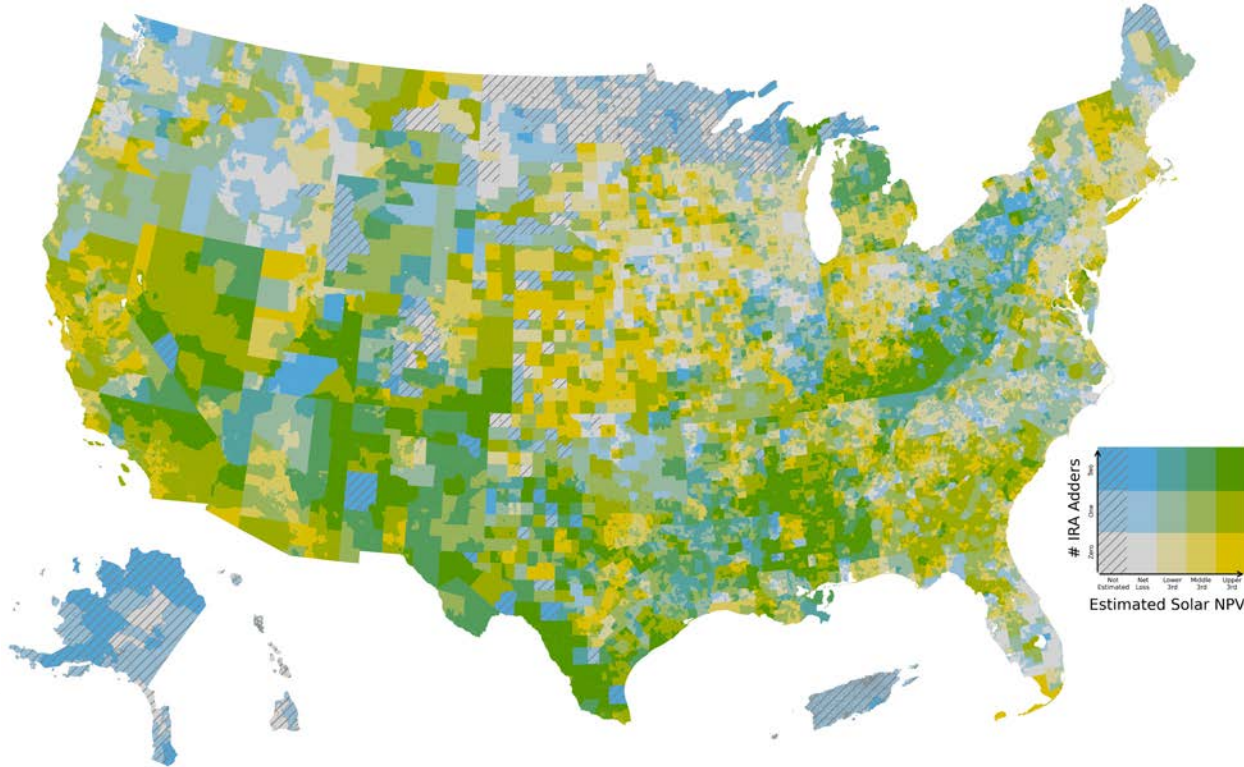 # IRA Adders
Two
One
Zero
Not
Estimated
Net
Loss
Lower
3rd
Middle
3rd
Upper
3rd
Estimated Solar NPV